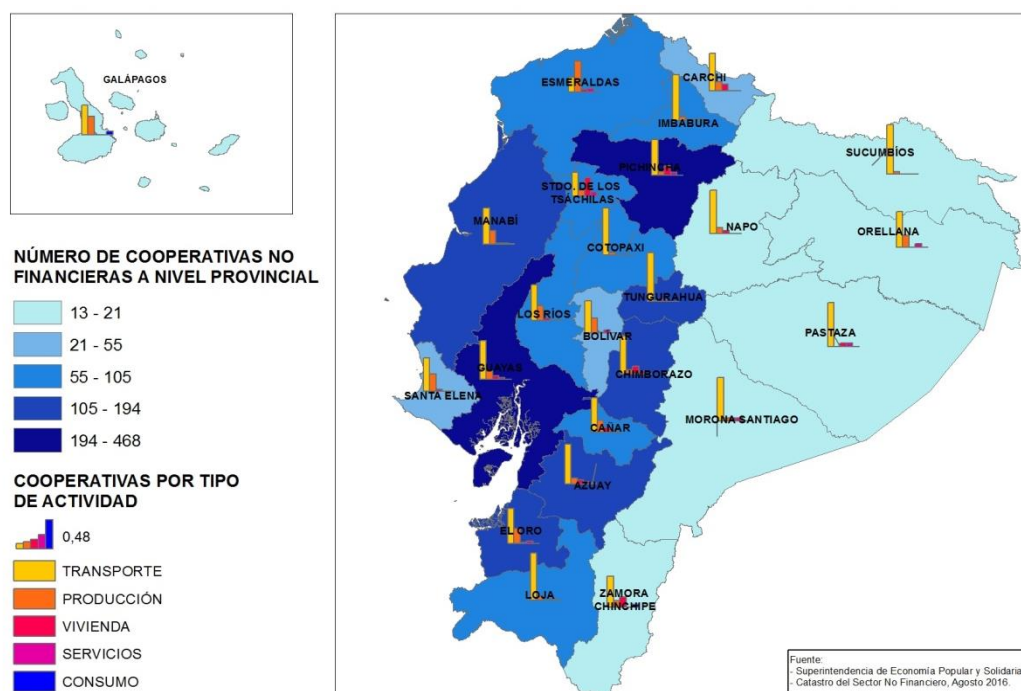 GALÁPAGOS
NÚMERO DE COOPERATIVAS NO
FINANCIERAS A NIVEL PROVINCIAL
13 - 21
21 - 55
55 - 105
105 - 194
194 - 468
COOPERATIVAS POR TIPO
DE ACTIVIDAD
0,48
TRANSPORTE
PRODUCCIÓN
VIVIENDA
SERVICIOS
CONSUMO
ESMERALDAS
CARCHI
IMBABURA
SUCUMBÍOS
PICHINCHA
STDO. DE LOS
TSÁCHILAS
MANABÍ
NAPO
ORELLANA
COTOPAXI
TUNGURAHUA
LOS RÍOS
BOLÍVAR
PASTAZA
GUAYAS
CHIMBORAZO
SANTA ELENA
MORONA SANTIAGO
CAÑAR
AZUAY
EL ORO
LOJA
ZAMORA
CHINCHIPE
Fuente:
- Superintendencia de Economía Popular y Solidaria
- Catastro del Sector No Financiero, Agosto 2016.